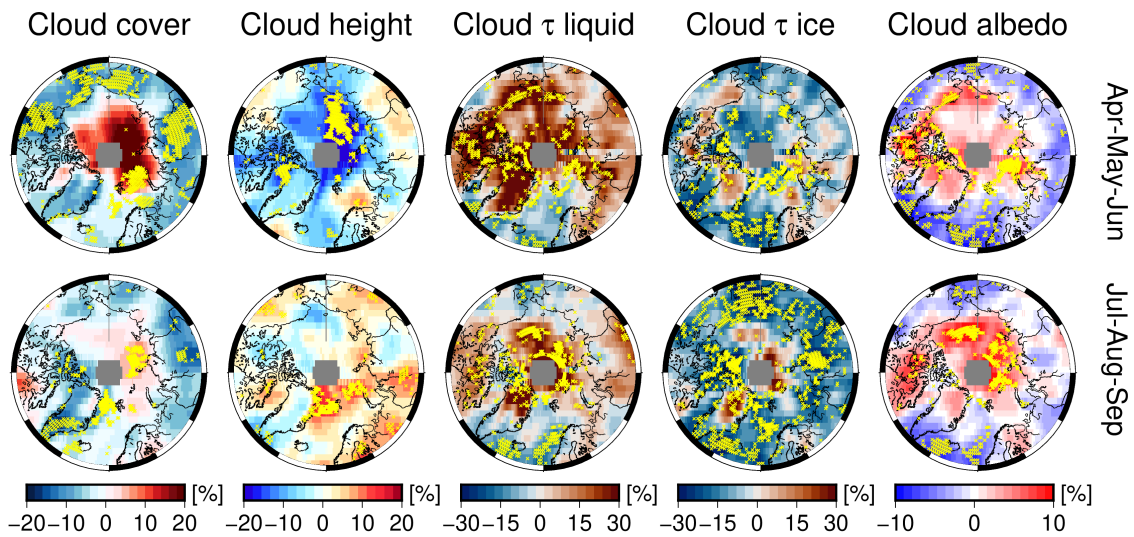 Cloud cover Cloud height Cloud τ liquid Cloud τ ice Cloud albedo
Apr-May-Jun
Jul-Aug-Sep
[%] [%] [%] [%] [%]
−20 −10 0 10 20 −20 −10 0 10 20 −30 −15 0 15 30 −30 −15 0 15 30 −10 0 10